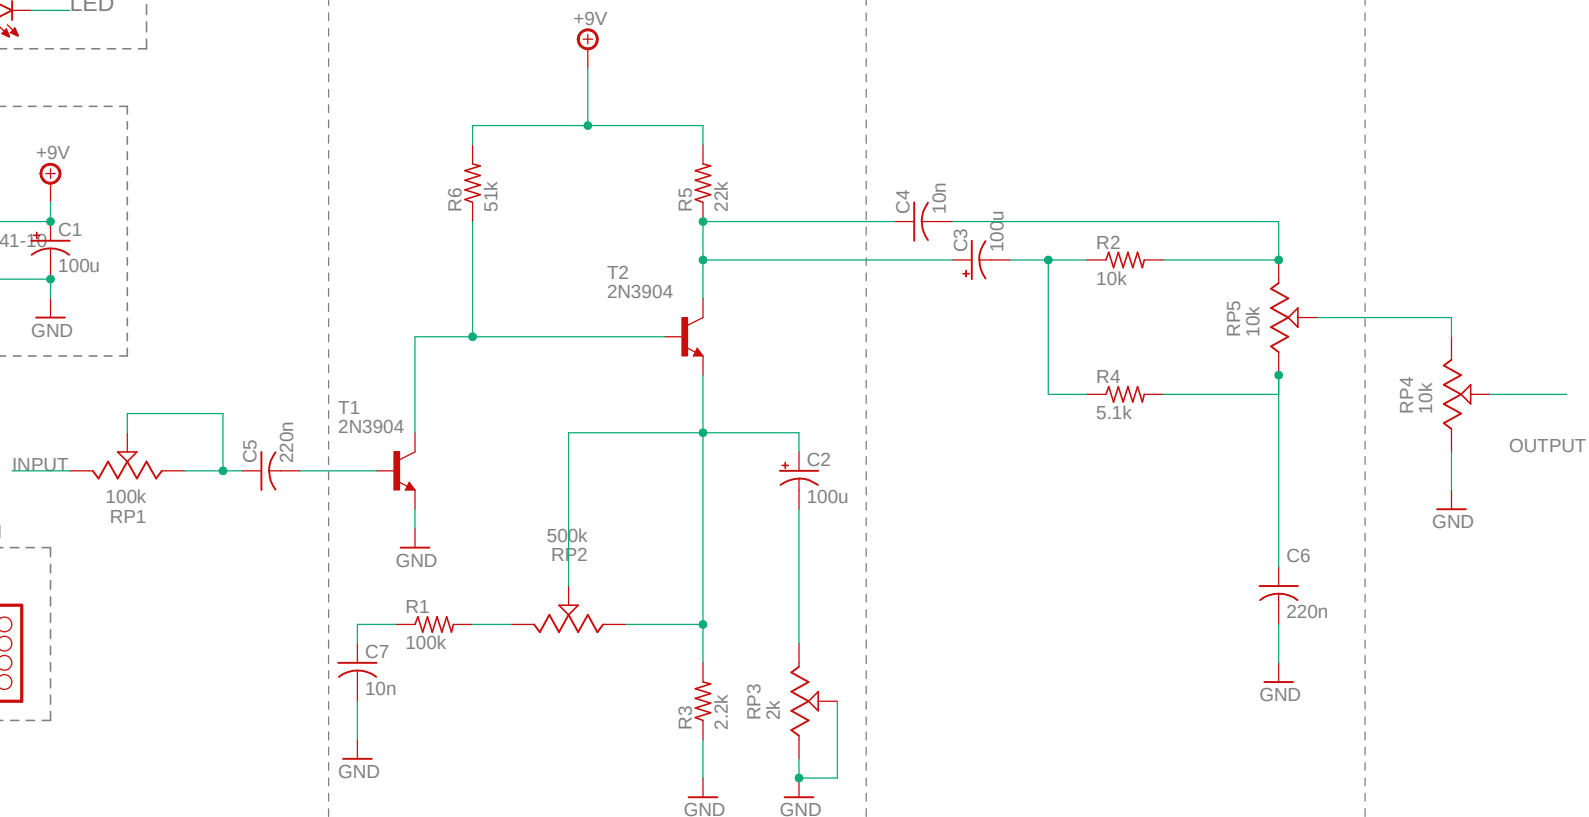 LED
+9V
+9V
C1
100u
GND
41-10
R6
51k
R5
22k
T2
2N3904
T1
2N3904
INPUT
100k
RP1
C5
220n
GND
500k
RP2
R1
100k
C7
10n
GND
R3
2.2k
GND
C2
100u
RP3
2k
GND
C4
10n
C3
100u
R2
10k
R4
5.1k
RP5
10k
C6
220n
GND
RP4
10k
GND
OUTPUT